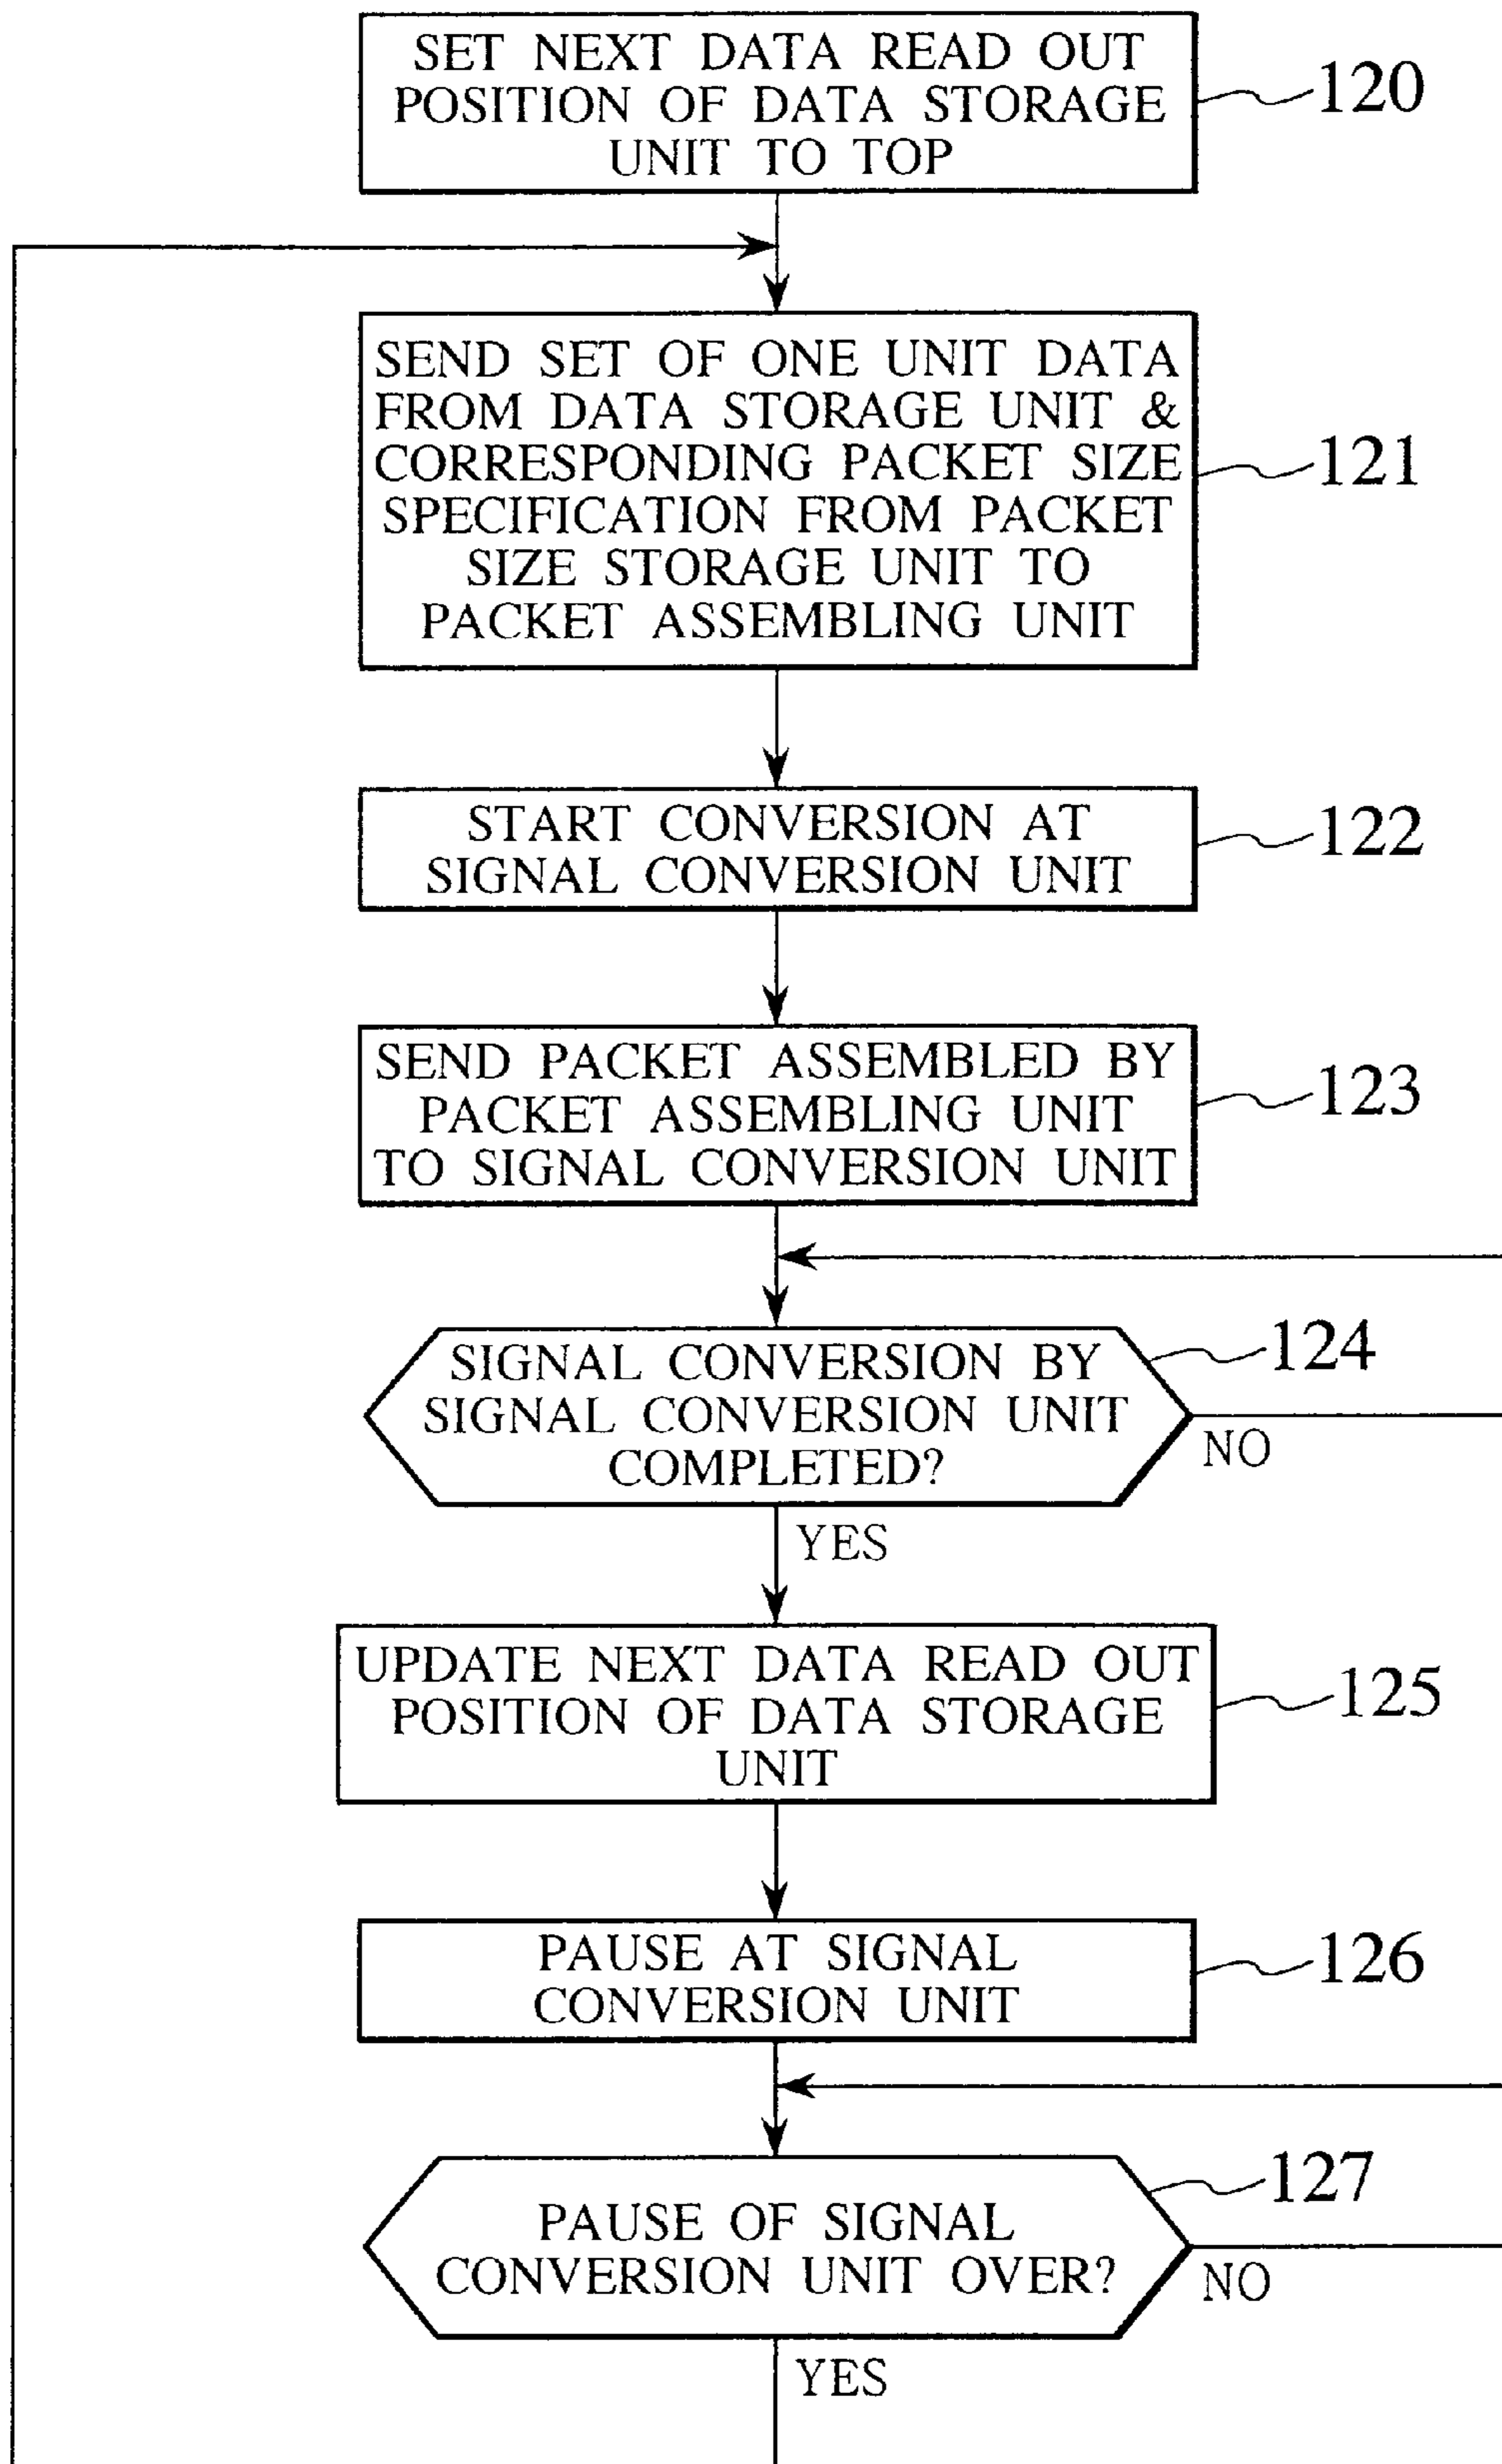 SET NEXT DATA READ OUT
POSITION OF DATA STORAGE
UNIT TO TOP
120
SEND SET OF ONE UNIT DATA
FROM DATA STORAGE UNIT &
CORRESPONDING PACKET SIZE
SPECIFICATION FROM PACKET
SIZE STORAGE UNIT TO
PACKET ASSEMBLING UNIT
121
START CONVERSION AT
SIGNAL CONVERSION UNIT
122
SEND PACKET ASSEMBLED BY
PACKET ASSEMBLING UNIT
TO SIGNAL CONVERSION UNIT
123
SIGNAL CONVERSION BY
SIGNAL CONVERSION UNIT
COMPLETED?
124
NO
YES
UPDATE NEXT DATA READ OUT
POSITION OF DATA STORAGE
UNIT
125
PAUSE AT SIGNAL
CONVERSION UNIT
126
PAUSE OF SIGNAL
CONVERSION UNIT OVER?
127
NO
YES